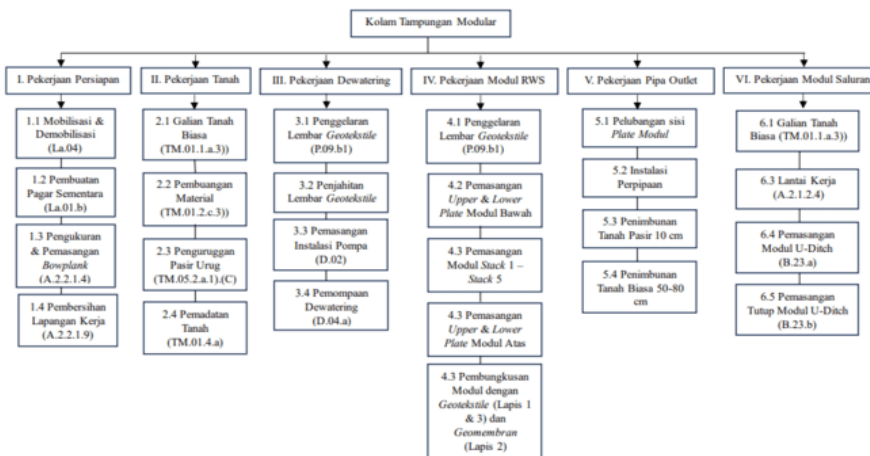 Kolam Tampungan Modular
I. Pekerjaan Persiapan
1.1 Mobilisasi &
Demobilisasi
(La.04)
1.2 Pembuatan
Pagar Sementara
(La.01.b)
1.3 Pengukuran
& Pemasangan
Bowplank
(A.2.2.1.4)
1.4 Pembersihan
Lapangan Kerja
(A.2.2.1.9)
II. Pekerjaan Tanah
2.1 Galian Tanah
Biasa
(TM.01.1.a.3))
2.2 Pembuangan
Material
(TM.01.2.c.3))
2.3 Penguruggan
Pasir Urug
(TM.05.2.a.1).(C)
2.4 Pemadatan
Tanah
(TM.01.4.a)
III. Pekerjaan Dewatering
3.1 Penggelaran
Lembar Geotekstile
(P.09.b1)
3.2 Penjahitan
Lembar Geotekstile
3.3 Pemasangan
Instalasi Pompa
(D.02)
3.4 Pemompaan
Dewatering
(D.04.a)
IV. Pekerjaan Modul RWS
4.1 Penggelaran
Lembar Geotekstile
(P.09.b1)
4.2 Pemasangan
Upper & Lower
Plate Modul Bawah
4.3 Pemasangan
Modul Stack 1 –
Stack 5
4.3 Pemasangan
Upper & Lower
Plate Modul Atas
4.3 Pembungkusan
Modul dengan
Geotekstile (Lapis 1
& 3) dan
Geomembran
(Lapis 2)
V. Pekerjaan Pipa Outlet
5.1 Pelubangan sisi
Plate Modul
5.2 Instalasi
Perpipaan
5.3 Penimbunan
Tanah Pasir 10 cm
5.4 Penimbunan
Tanah Biasa 50-80
cm
VI. Pekerjaan Modul Saluran
6.1 Galian Tanah
Biasa (TM.01.1.a.3))
6.3 Lantai Kerja
(A.2.1.2.4)
6.4 Pemasangan
Modul U-Ditch
(B.23.a)
6.5 Pemasangan
Tutup Modul U-Ditch
(B.23.b)